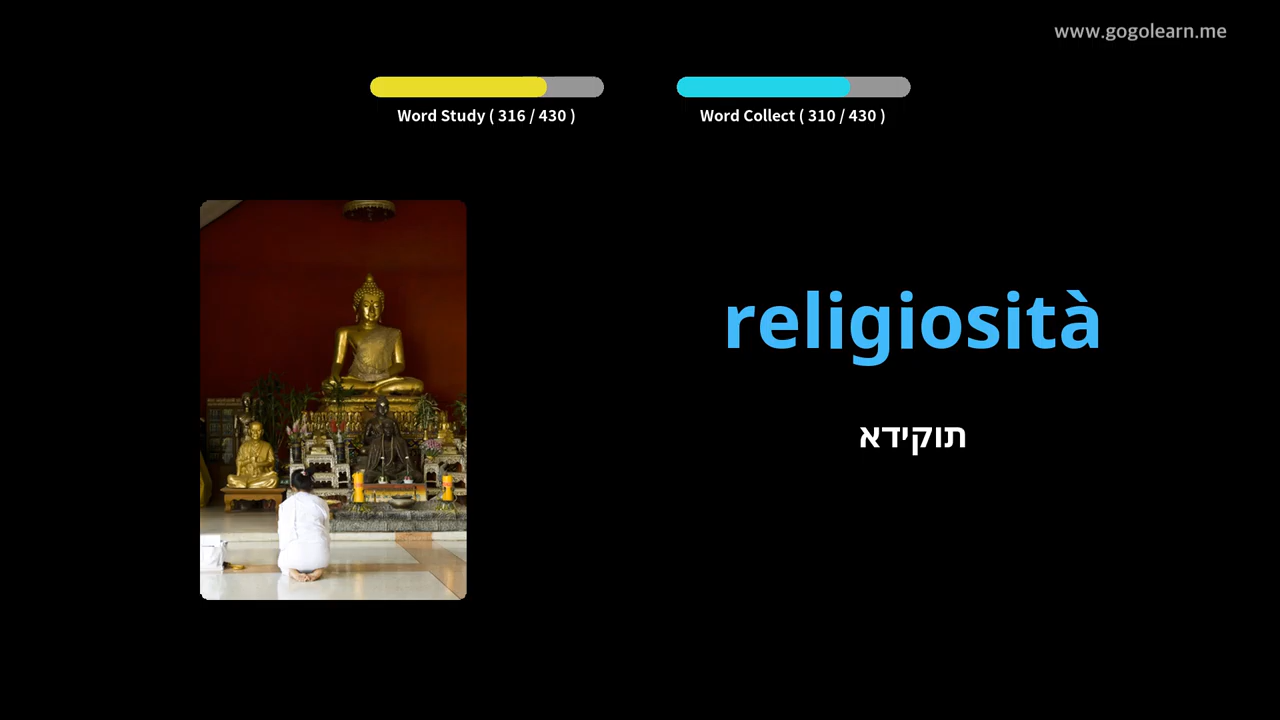 www.gogolearn.me
Word Study ( 316 / 430 )
Word Collect ( 310 / 430 )
religiosità
תוקידא